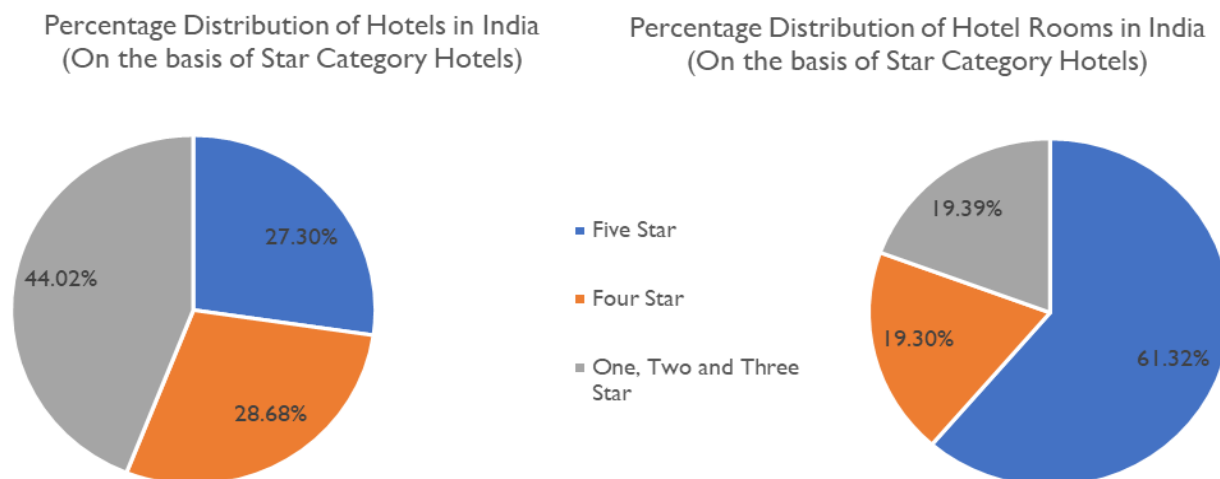 Percentage Distribution of Hotels in India
(On the basis of Star Category Hotels)
27.30%
44.02%
28.68%
Five Star
Four Star
One, Two and Three
Star
Percentage Distribution of Hotel Rooms in India
(On the basis of Star Category Hotels)
19.39%
19.30%
61.32%